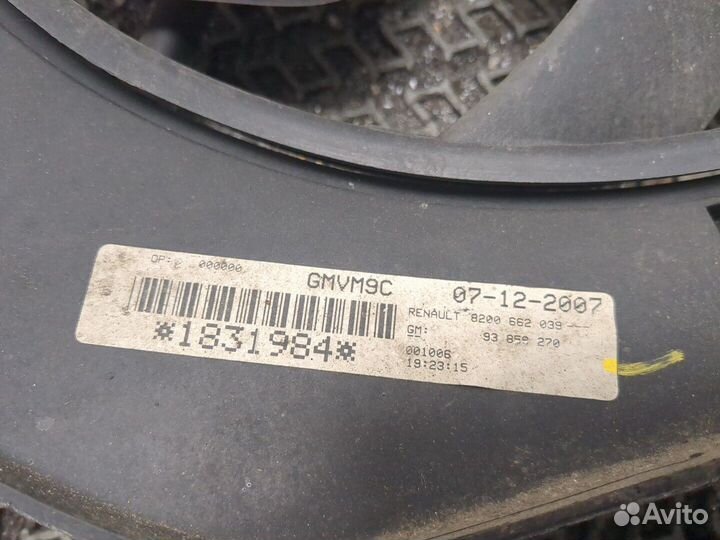 OP: 000000
GMVM9C
07-12-2007
RENAULT 8200 662 039 ---
GM: 93 859 270
--
*1831984*
001006
19:23:15
Avito